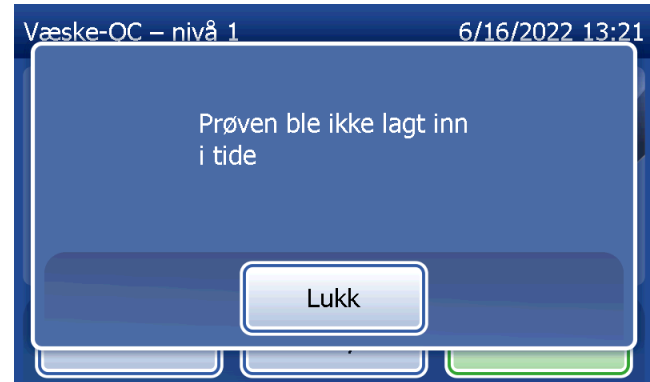 Væske-QC – nivå 1 6/16/2022 13:21
Prøven ble ikke lagt inn
i tide
Lukk